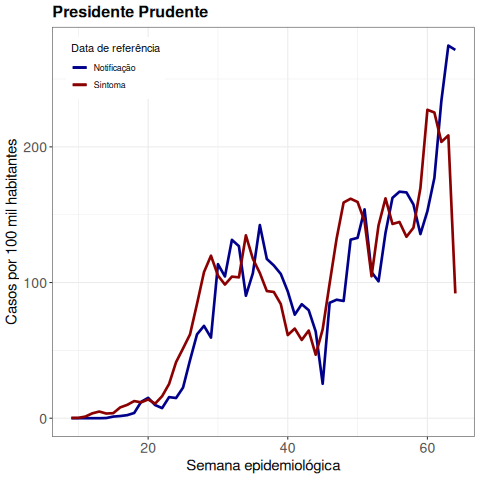 Presidente Prudente
Data de referência
Notificação
Sintoma
Casos por 100 mil habitantes
200
100
0
20
40
60
Semana epidemiológica